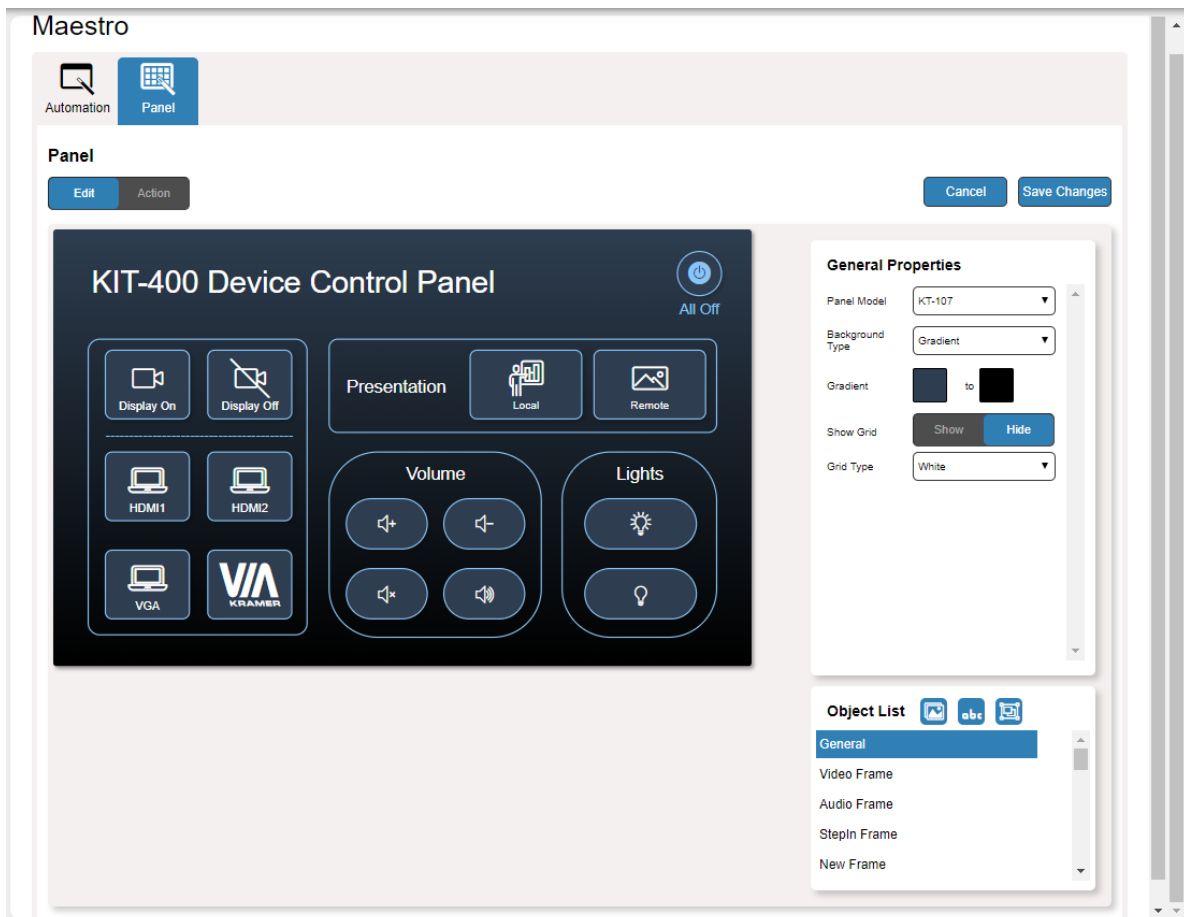 Maestro
Automation
Panel
Panel
Edit
Action
Cancel
Save Changes
KIT-400 Device Control Panel
All Off
Display On
Display Off
Presentation
Local
Remote
HDMI1
HDMI2
Volume
Lights
VGA
VIA
KRAMER
General Properties
Panel Model
KT-107
Background
Type
Gradient
Gradient
to
Show Grid
Show
Hide
Grid Type
White
Object List
abc
General
Video Frame
Audio Frame
StepIn Frame
New Frame